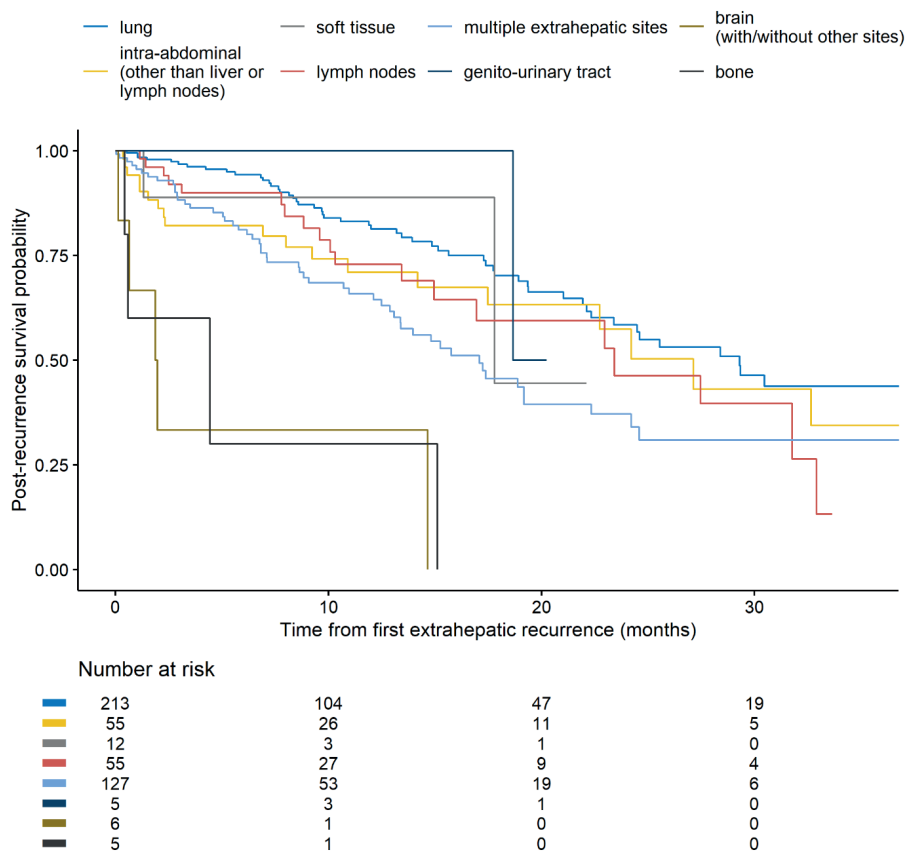 lung
soft tissue
multiple extrahepatic sites
brain
(with/without other sites)
intra-abdominal
(other than liver or
lymph nodes)
lymph nodes
genito-urinary tract
bone
Post-recurrence survival probability
1.00
0.75
0.50
0.25
0.00
0 10 20 30
Time from first extrahepatic recurrence (months)
Number at risk
213 104 47 19
55 26 11 5
12 3 1 0
55 27 9 4
127 53 19 6
5 3 1 0
6 1 0 0
5 1 0 0